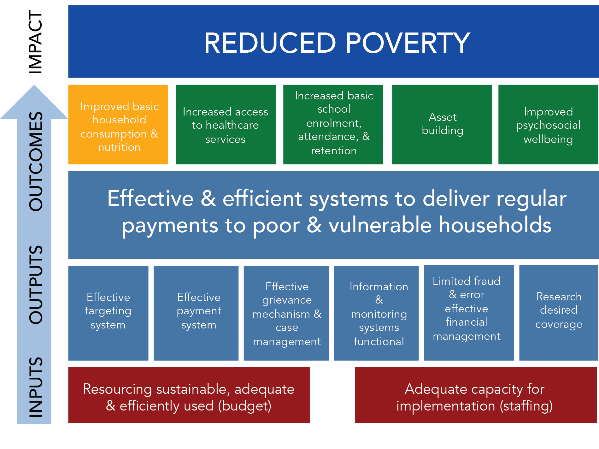 IMPACT
REDUCED POVERTY
OUTCOMES
Improved basic
household
consumption &
nutrition
Increased access
to healthcare
services
Increased basic
school
enrolment,
attendance, &
retention
Asset
building
Improved
psychosocial
wellbeing
Effective & efficient systems to deliver regular
payments to poor & vulnerable households
OUTPUTS
Effective
targeting
system
Effective
payment
system
Effective
grievance
mechanism &
case
management
Information
&
monitoring
systems
functional
Limited fraud
& error
effective
financial
management
Research
desired
coverage
INPUTS
Resourcing sustainable, adequate
& efficiently used (budget)
Adequate capacity for
implementation (staffing)